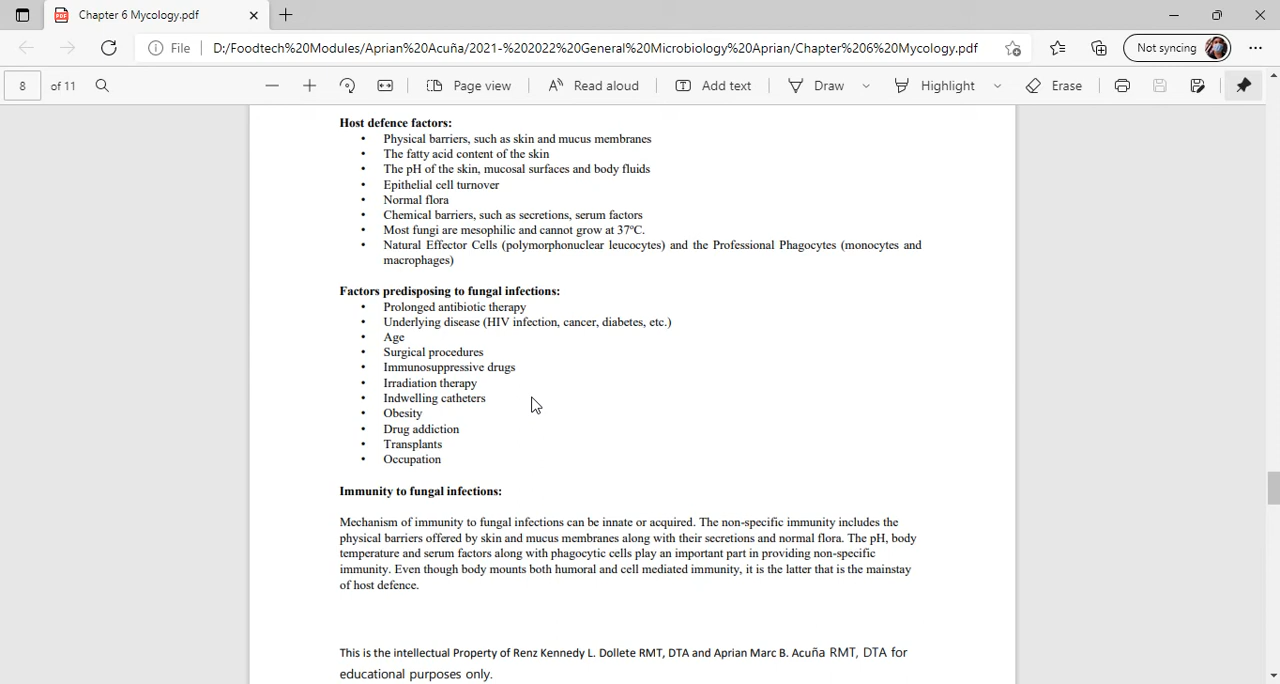 Chapter 6 Mycology.pdf
File D:/Foodtech%20Modules/Aprian%20Acuña/2021-%202022%20General%20Microbiology%20Aprian/Chapter%206%20Mycology.pdf Not syncing
8 of 11 Page view Read aloud Add text Draw Highlight Erase
Host defence factors:
• Physical barriers, such as skin and mucus membranes
• The fatty acid content of the skin
• The pH of the skin, mucosal surfaces and body fluids
• Epithelial cell turnover
• Normal flora
• Chemical barriers, such as secretions, serum factors
• Most fungi are mesophilic and cannot grow at 37ºC.
• Natural Effector Cells (polymorphonuclear leucocytes) and the Professional Phagocytes (monocytes and
macrophages)
Factors predisposing to fungal infections:
• Prolonged antibiotic therapy
• Underlying disease (HIV infection, cancer, diabetes, etc.)
• Age
• Surgical procedures
• Immunosuppressive drugs
• Irradiation therapy
• Indwelling catheters
• Obesity
• Drug addiction
• Transplants
• Occupation
Immunity to fungal infections:
Mechanism of immunity to fungal infections can be innate or acquired. The non-specific immunity includes the
physical barriers offered by skin and mucus membranes along with their secretions and normal flora. The pH, body
temperature and serum factors along with phagocytic cells play an important part in providing non-specific
immunity. Even though body mounts both humoral and cell mediated immunity, it is the latter that is the mainstay
of host defence.
This is the intellectual Property of Renz Kennedy L. Dollete RMT, DTA and Aprian Marc B. Acuña RMT, DTA for
educational purposes only.